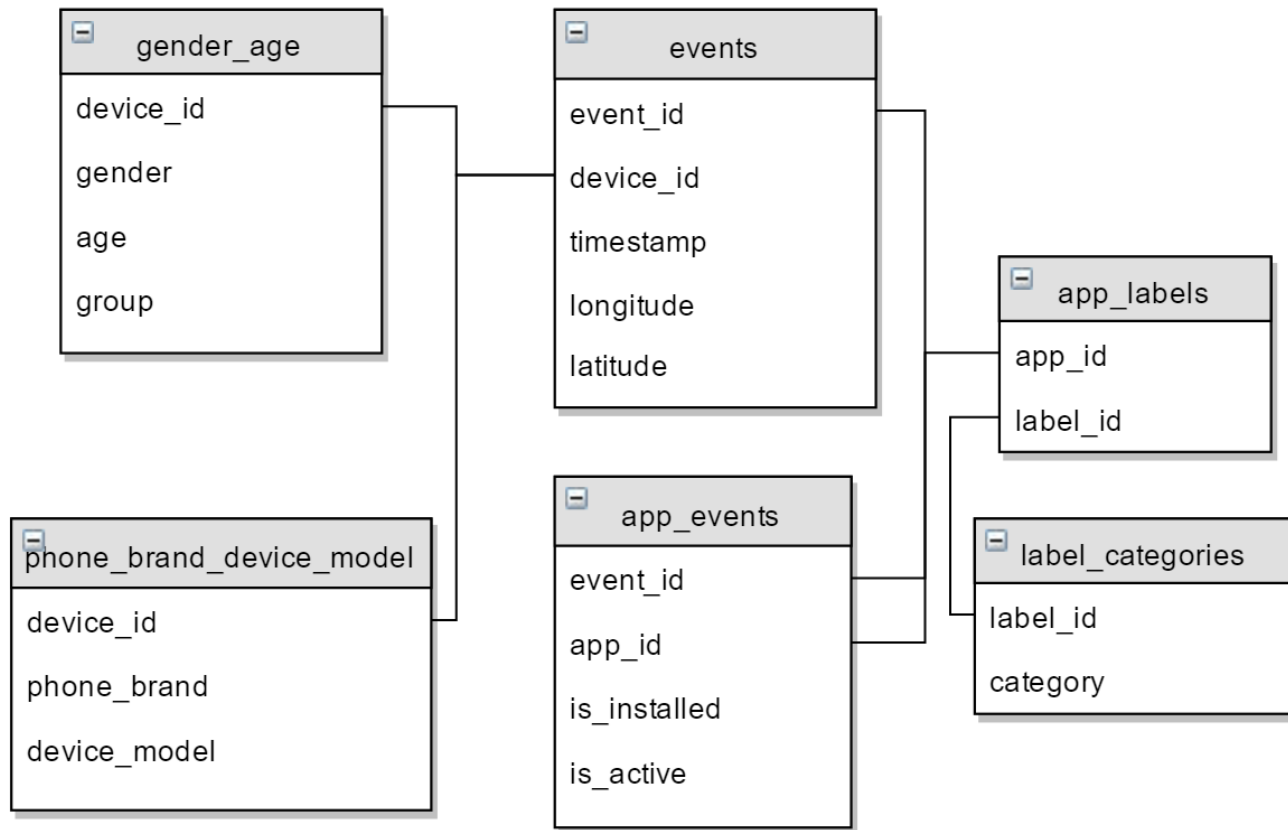 gender_age
device_id
gender
age
group
events
event_id
device_id
timestamp
longitude
latitude
app_labels
app_id
label_id
phone_brand_device_model
device_id
phone_brand
device_model
app_events
event_id
app_id
is_installed
is_active
label_categories
label_id
category